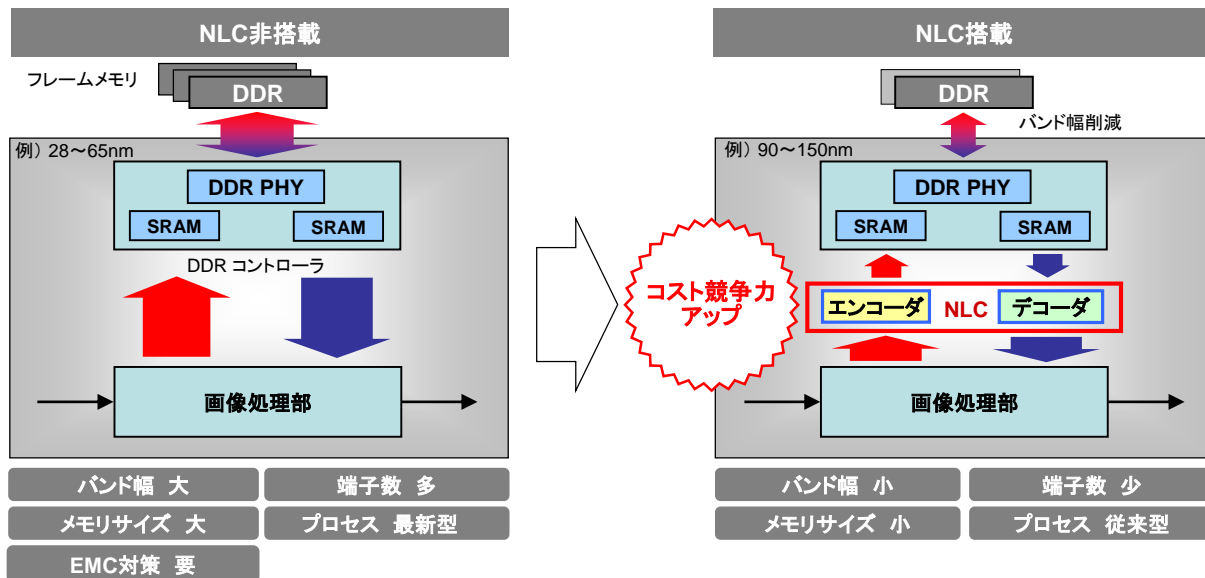 NLC非搭載
フレームメモリ
DDR
例） 28～65nm
DDR PHY
SRAM
SRAM
DDR コントローラ
画像処理部
バンド幅 大
端子数 多
メモリサイズ 大
プロセス 最新型
EMC対策 要
コスト競争力
アップ
NLC搭載
DDR
バンド幅削減
例） 90～150nm
DDR PHY
SRAM
SRAM
エンコーダ
NLC
デコーダ
画像処理部
バンド幅 小
端子数 少
メモリサイズ 小
プロセス 従来型